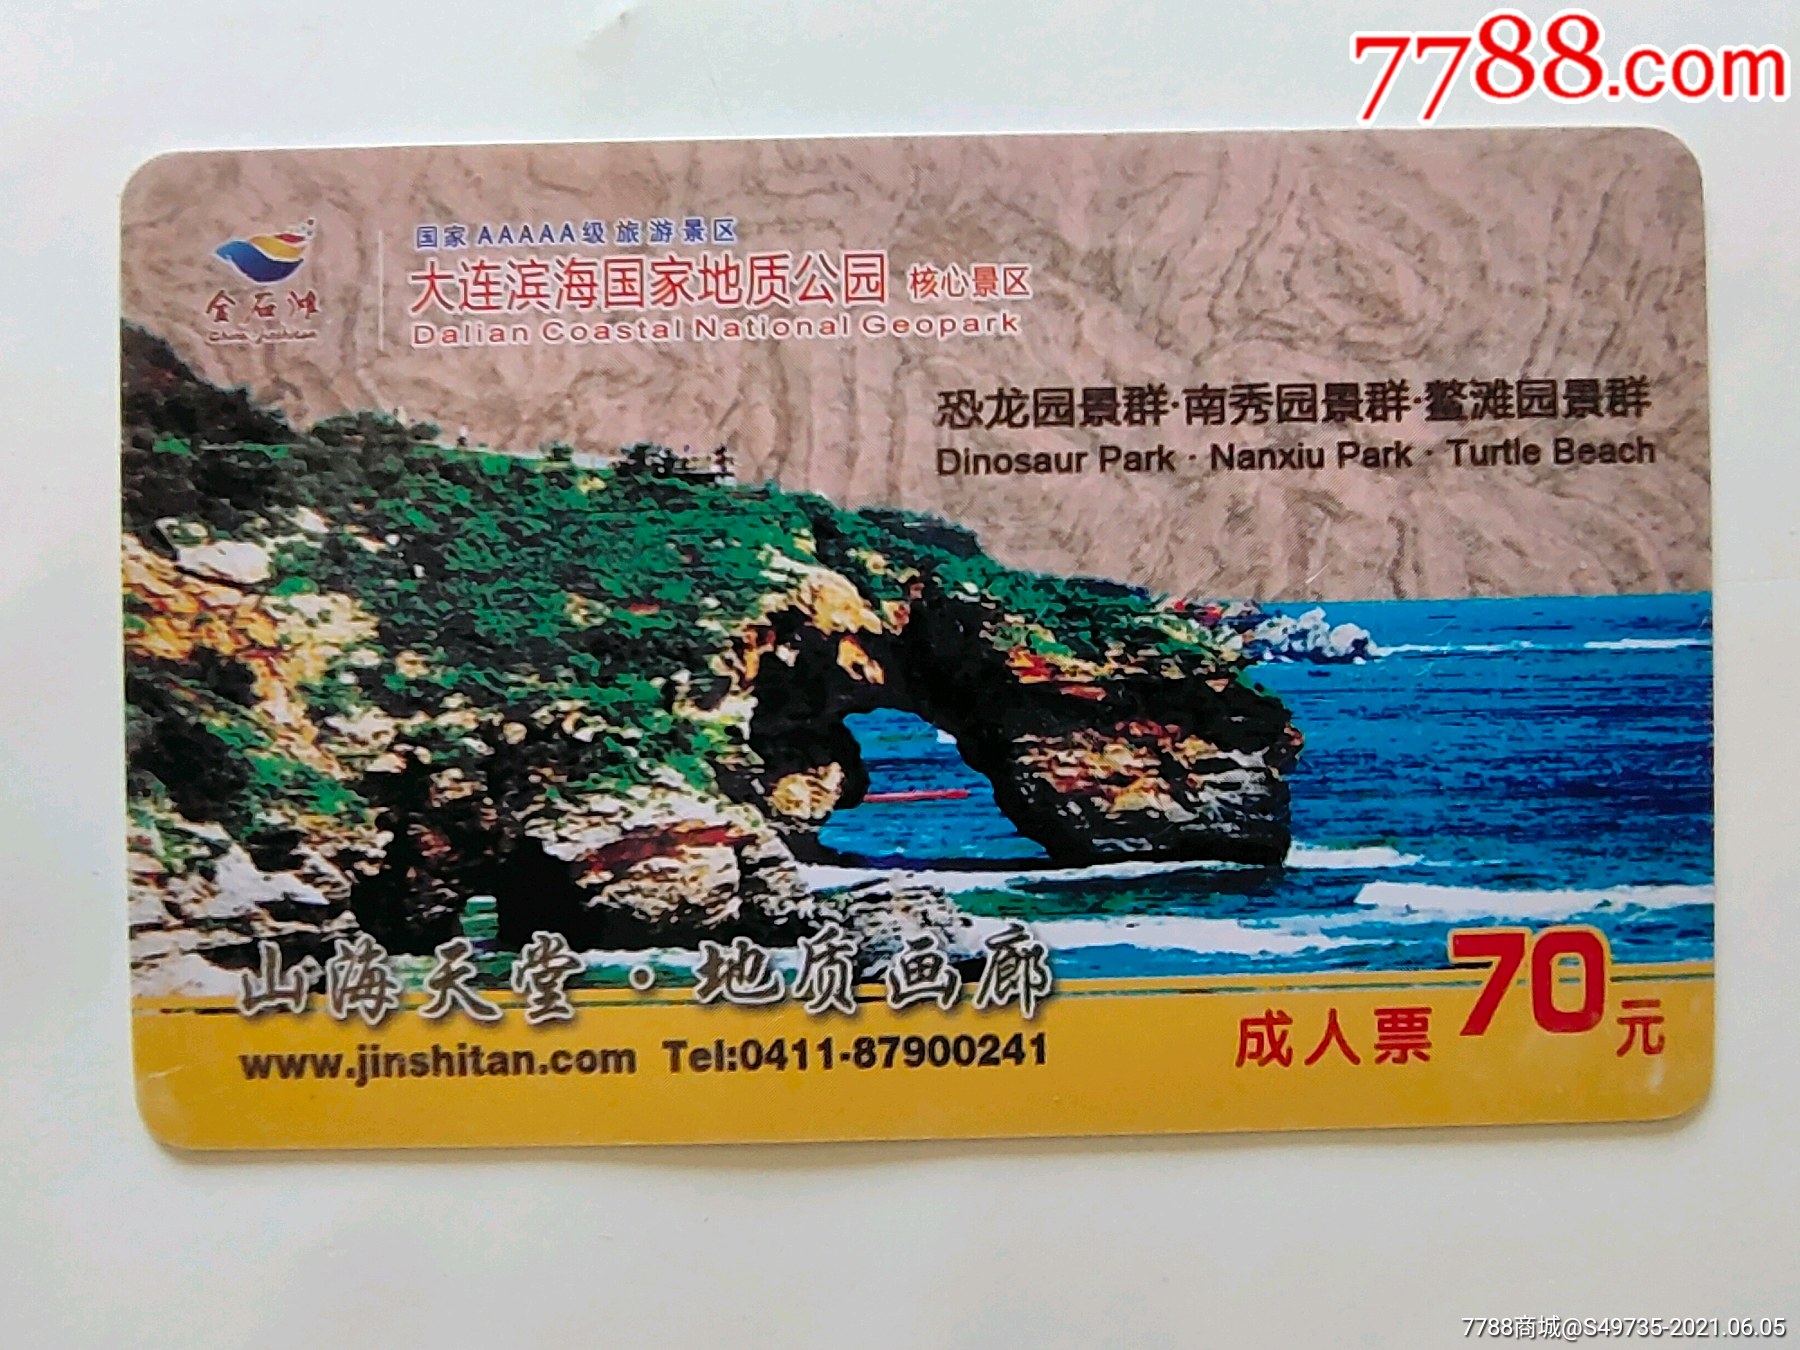 7788.com
国家AAAAA级旅游景区
大连滨海国家地质公园 核心景区
Dalian Coastal National Geopark
金石滩
China Jinshitan
恐龙园景群·南秀园景群·鳌滩园景群
Dinosaur Park · Nanxiu Park · Turtle Beach
山海天堂·地质画廊
www.jinshitan.com Tel:0411-87900241
成人票70元
7788商城@S49735-2021.06.05